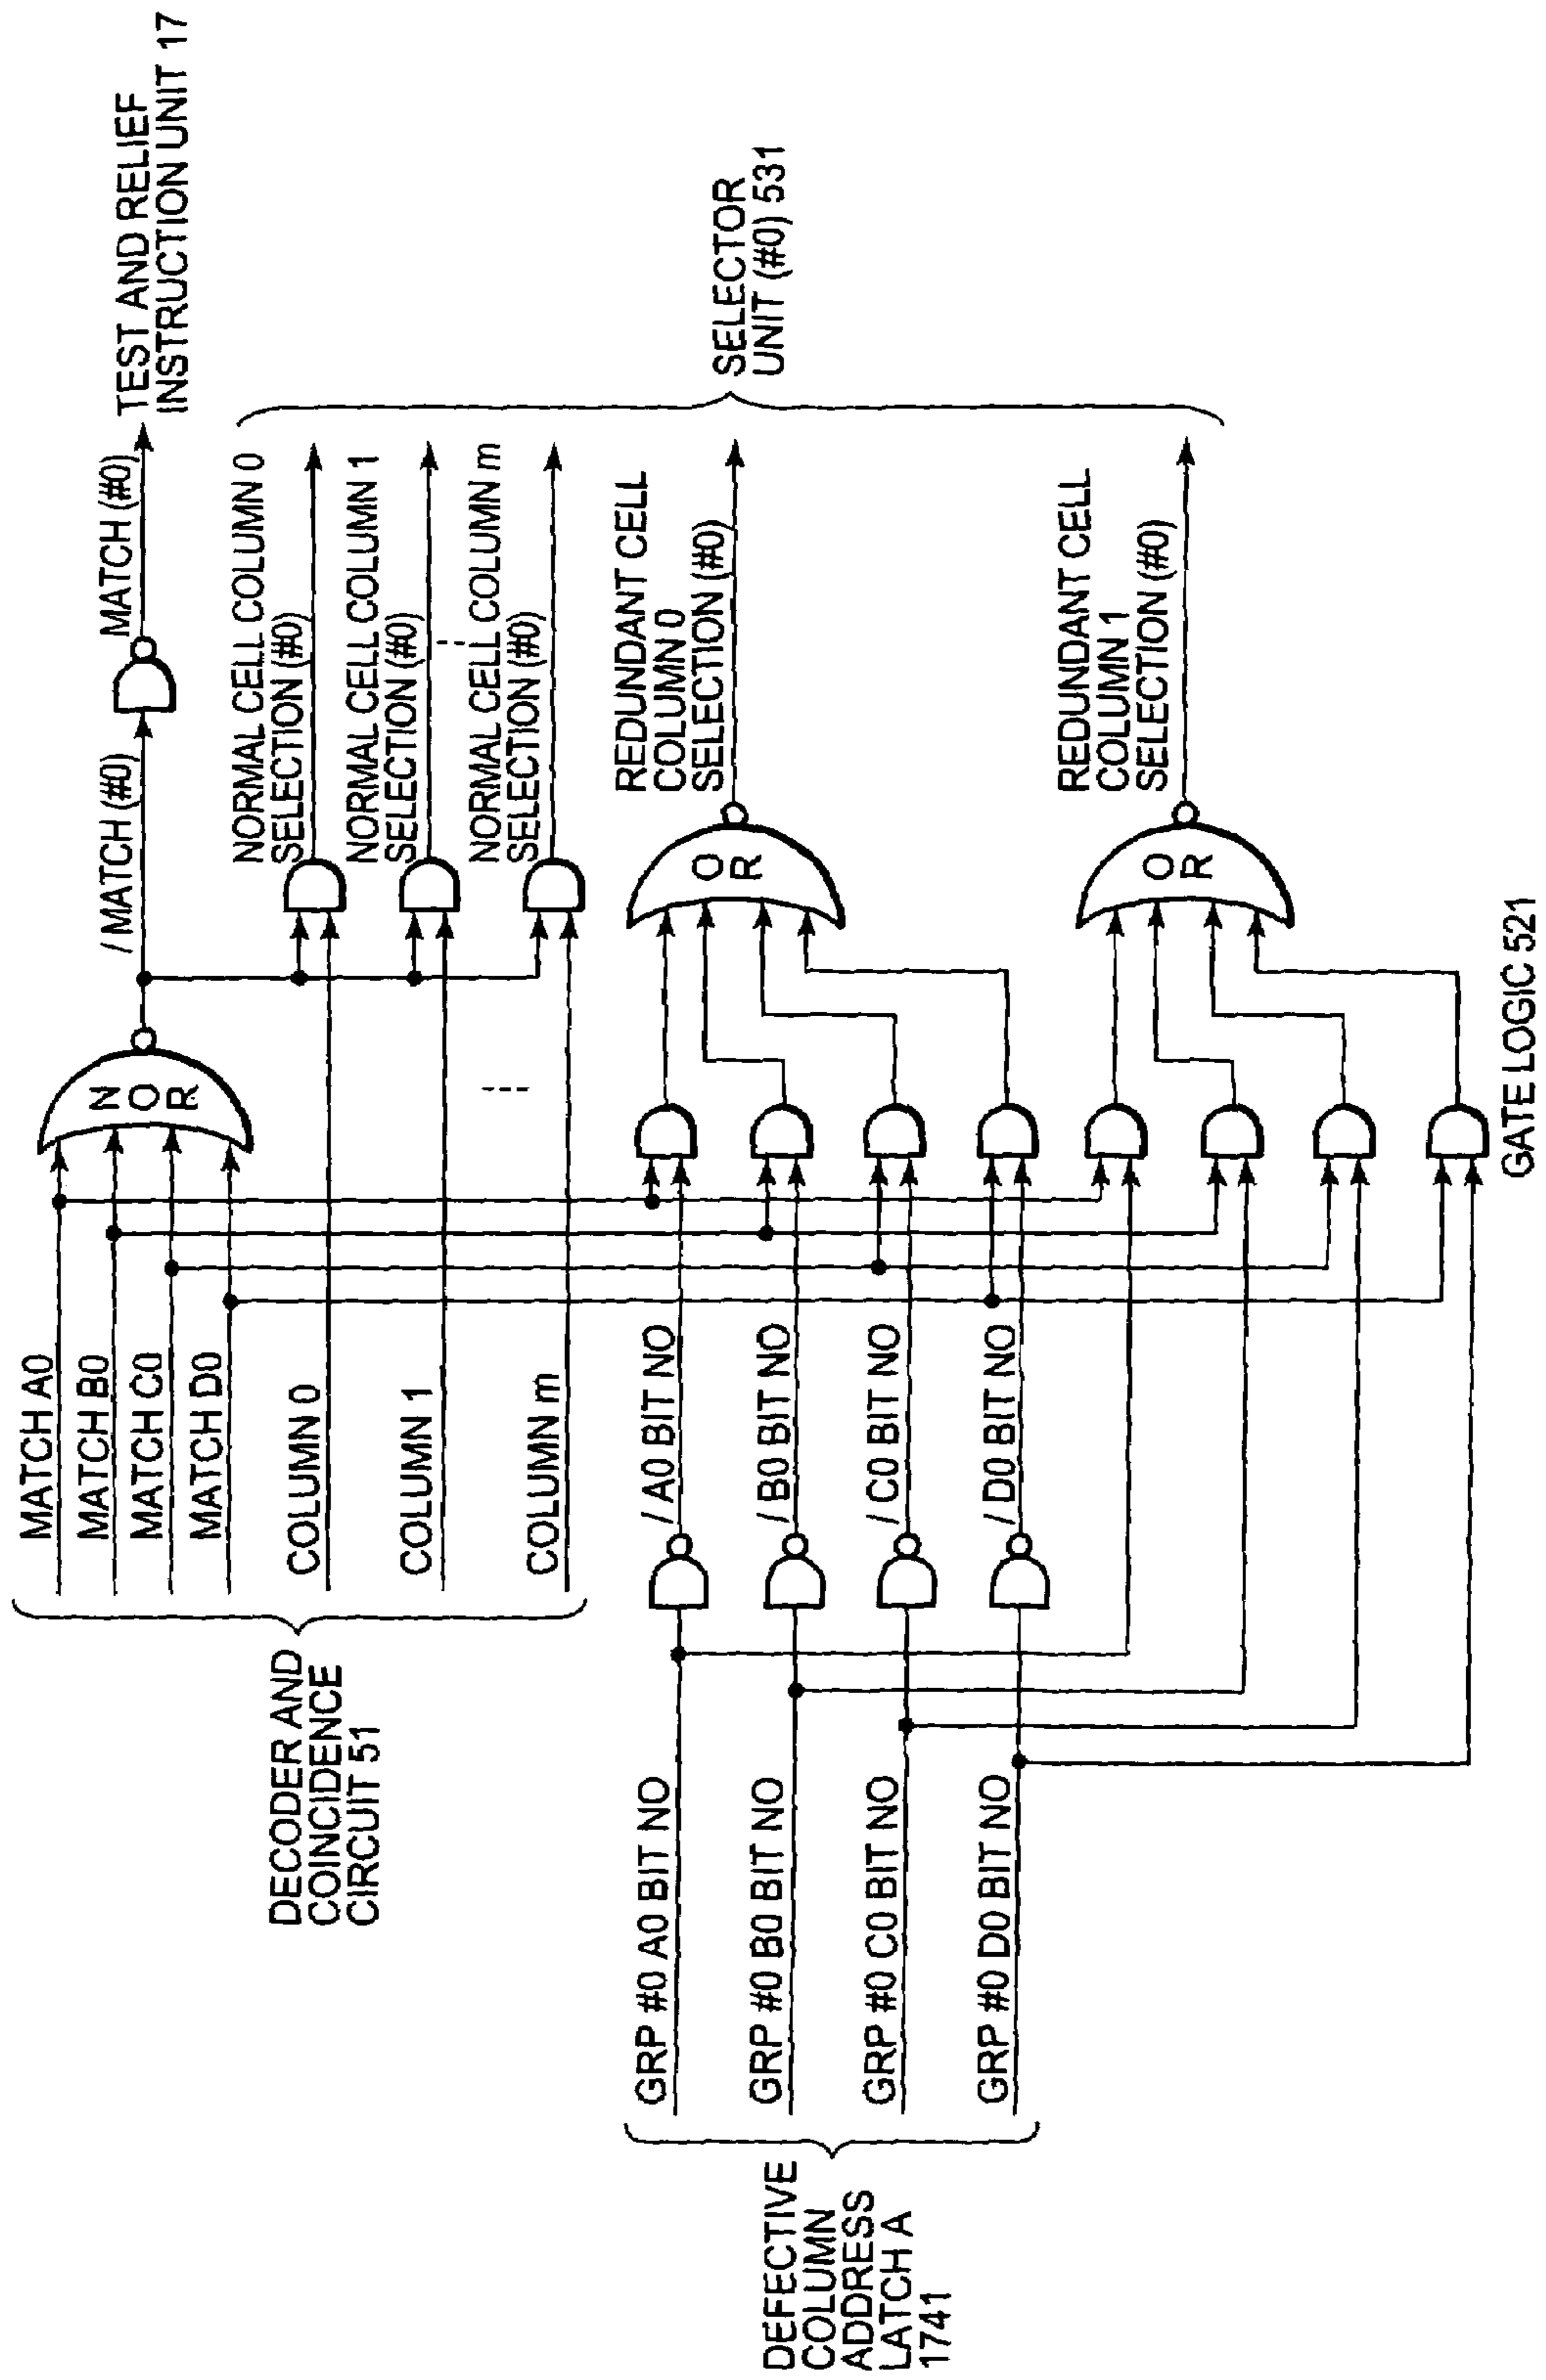 DECODER AND
COINCIDENCE
CIRCUIT 51
MATCH A0
MATCH B0
MATCH C0
MATCH D0
COLUMN 0
COLUMN 1
COLUMN m
N
O
R
/ MATCH (#0)
MATCH (#0)
TEST AND RELIEF
INSTRUCTION UNIT 17
NORMAL CELL COLUMN 0
SELECTION (#0)
NORMAL CELL COLUMN 1
SELECTION (#0)
NORMAL CELL COLUMN m
SELECTION (#0)
SELECTOR
UNIT (#0) 531
DEFECTIVE
COLUMN
ADDRESS
LATCH A
1741
GRP #0 A0 BIT NO
GRP #0 B0 BIT NO
GRP #0 C0 BIT NO
GRP #0 D0 BIT NO
/ A0 BIT NO
/ B0 BIT NO
/ C0 BIT NO
/ D0 BIT NO
O
R
REDUNDANT CELL
COLUMN 0
SELECTION (#0)
O
R
REDUNDANT CELL
COLUMN 1
SELECTION (#0)
GATE LOGIC 521